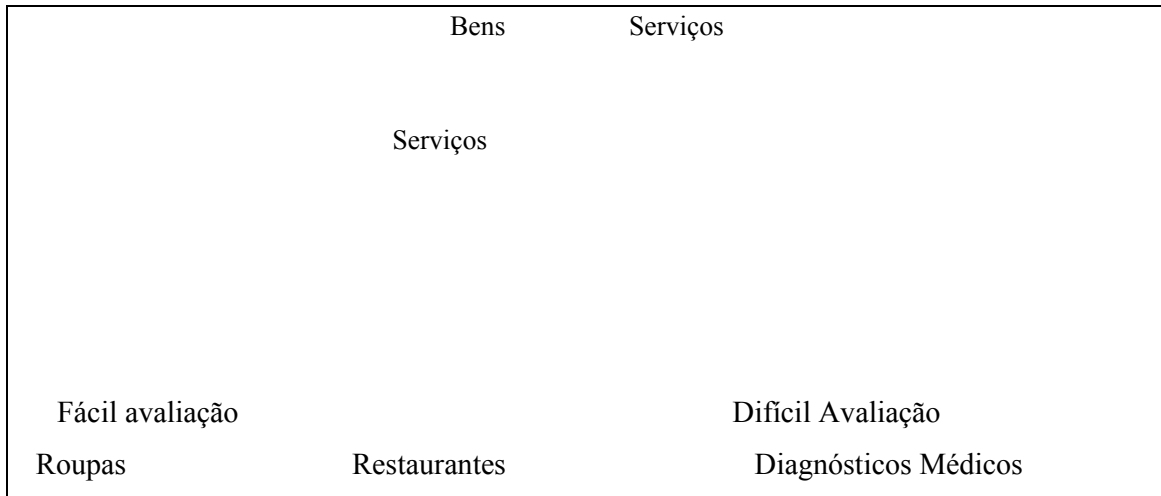 Bens Serviços
Serviços
Fácil avaliação Difícil Avaliação
Roupas Restaurantes Diagnósticos Médicos